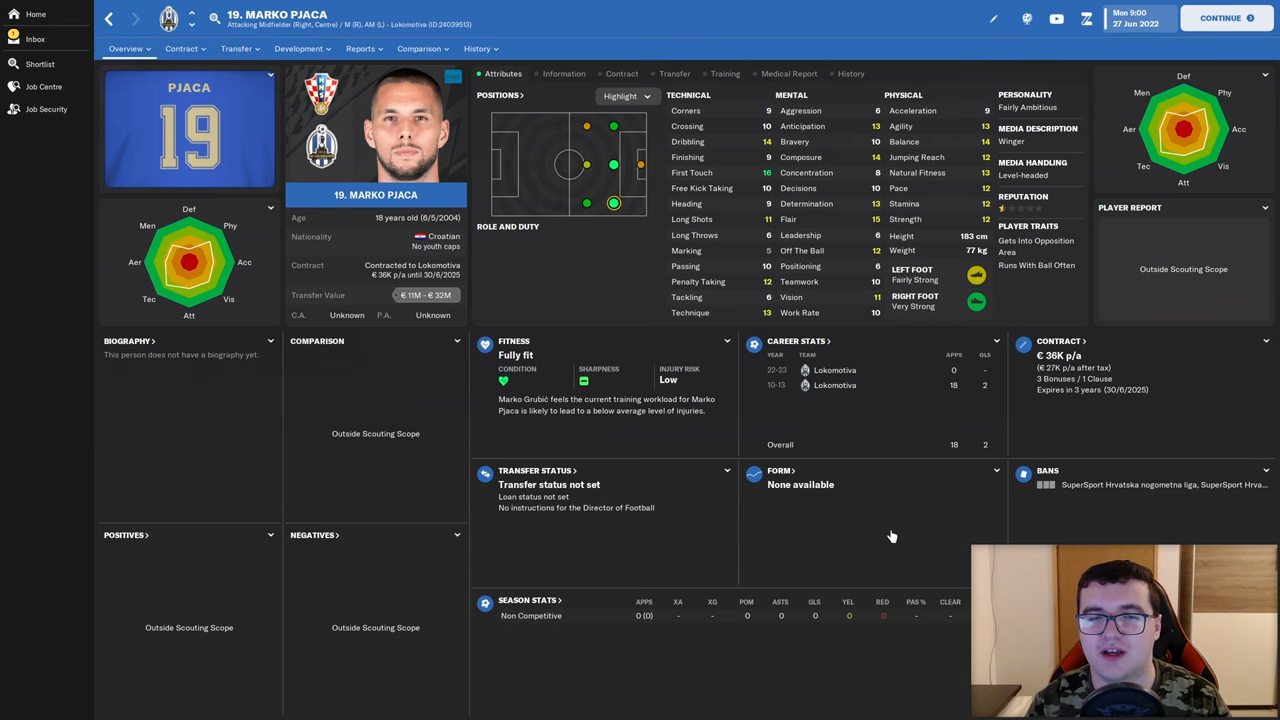 Home
1
Inbox
Shortlist
Job Centre
Job Security
19. MARKO PJACA
Attacking Midfielder (Right, Centre) / M (R), AM (L) - Lokomotiva (ID:24039513)
Mon 9:00
27 Jun 2022
CONTINUE
Overview
Contract
Transfer
Development
Reports
Comparison
History
PJACA
19
Def
Men
Phy
Aer
Acc
Tec
Vis
Att
19. MARKO PJACA
Age 18 years old (6/5/2004)
Nationality Croatian
No youth caps
Contract Contracted to Lokomotiva
€ 36K p/a until 30/6/2025
Transfer Value € 11M - € 32M
C.A. Unknown P.A. Unknown
Attributes
Information
Contract
Transfer
Training
Medical Report
History
POSITIONS
Highlight
ROLE AND DUTY
TECHNICAL
Corners 9
Crossing 10
Dribbling 14
Finishing 9
First Touch 16
Free Kick Taking 10
Heading 9
Long Shots 11
Long Throws 6
Marking 5
Passing 10
Penalty Taking 12
Tackling 6
Technique 13
MENTAL
Aggression 6
Anticipation 13
Bravery 10
Composure 14
Concentration 8
Decisions 10
Determination 13
Flair 15
Leadership 6
Off The Ball 12
Positioning 6
Teamwork 10
Vision 11
Work Rate 10
PHYSICAL
Acceleration 9
Agility 13
Balance 14
Jumping Reach 12
Natural Fitness 13
Pace 12
Stamina 12
Strength 12
Height 183 cm
Weight 77 kg
LEFT FOOT
Fairly Strong
RIGHT FOOT
Very Strong
PERSONALITY
Fairly Ambitious
MEDIA DESCRIPTION
Winger
MEDIA HANDLING
Level-headed
REPUTATION
PLAYER TRAITS
Gets Into Opposition
Area
Runs With Ball Often
Def
Men
Phy
Aer
Acc
Tec
Vis
Att
PLAYER REPORT
Outside Scouting Scope
BIOGRAPHY
This person does not have a biography yet.
COMPARISON
Outside Scouting Scope
FITNESS
Fully fit
CONDITION
SHARPNESS
INJURY RISK
Low
Marko Grubić feels the current training workload for Marko
Pjaca is likely to lead to a below average level of injuries.
CAREER STATS
YEAR TEAM APPS GLS
22-23 Lokomotiva 0 -
10-13 Lokomotiva 18 2
Overall 18 2
CONTRACT
€ 36K p/a
(€ 27K p/a after tax)
3 Bonuses / 1 Clause
Expires in 3 years (30/6/2025)
TRANSFER STATUS
Transfer status not set
Loan status not set
No instructions for the Director of Football
FORM
None available
BANS
SuperSport Hrvatska nogometna liga, SuperSport Hrva...
POSITIVES
Outside Scouting Scope
NEGATIVES
Outside Scouting Scope
SEASON STATS
APPS XA XG POM ASTS GLS YEL RED PAS % CLEAR
Non Competitive 0 (0) - - 0 0 0 0 0 - -